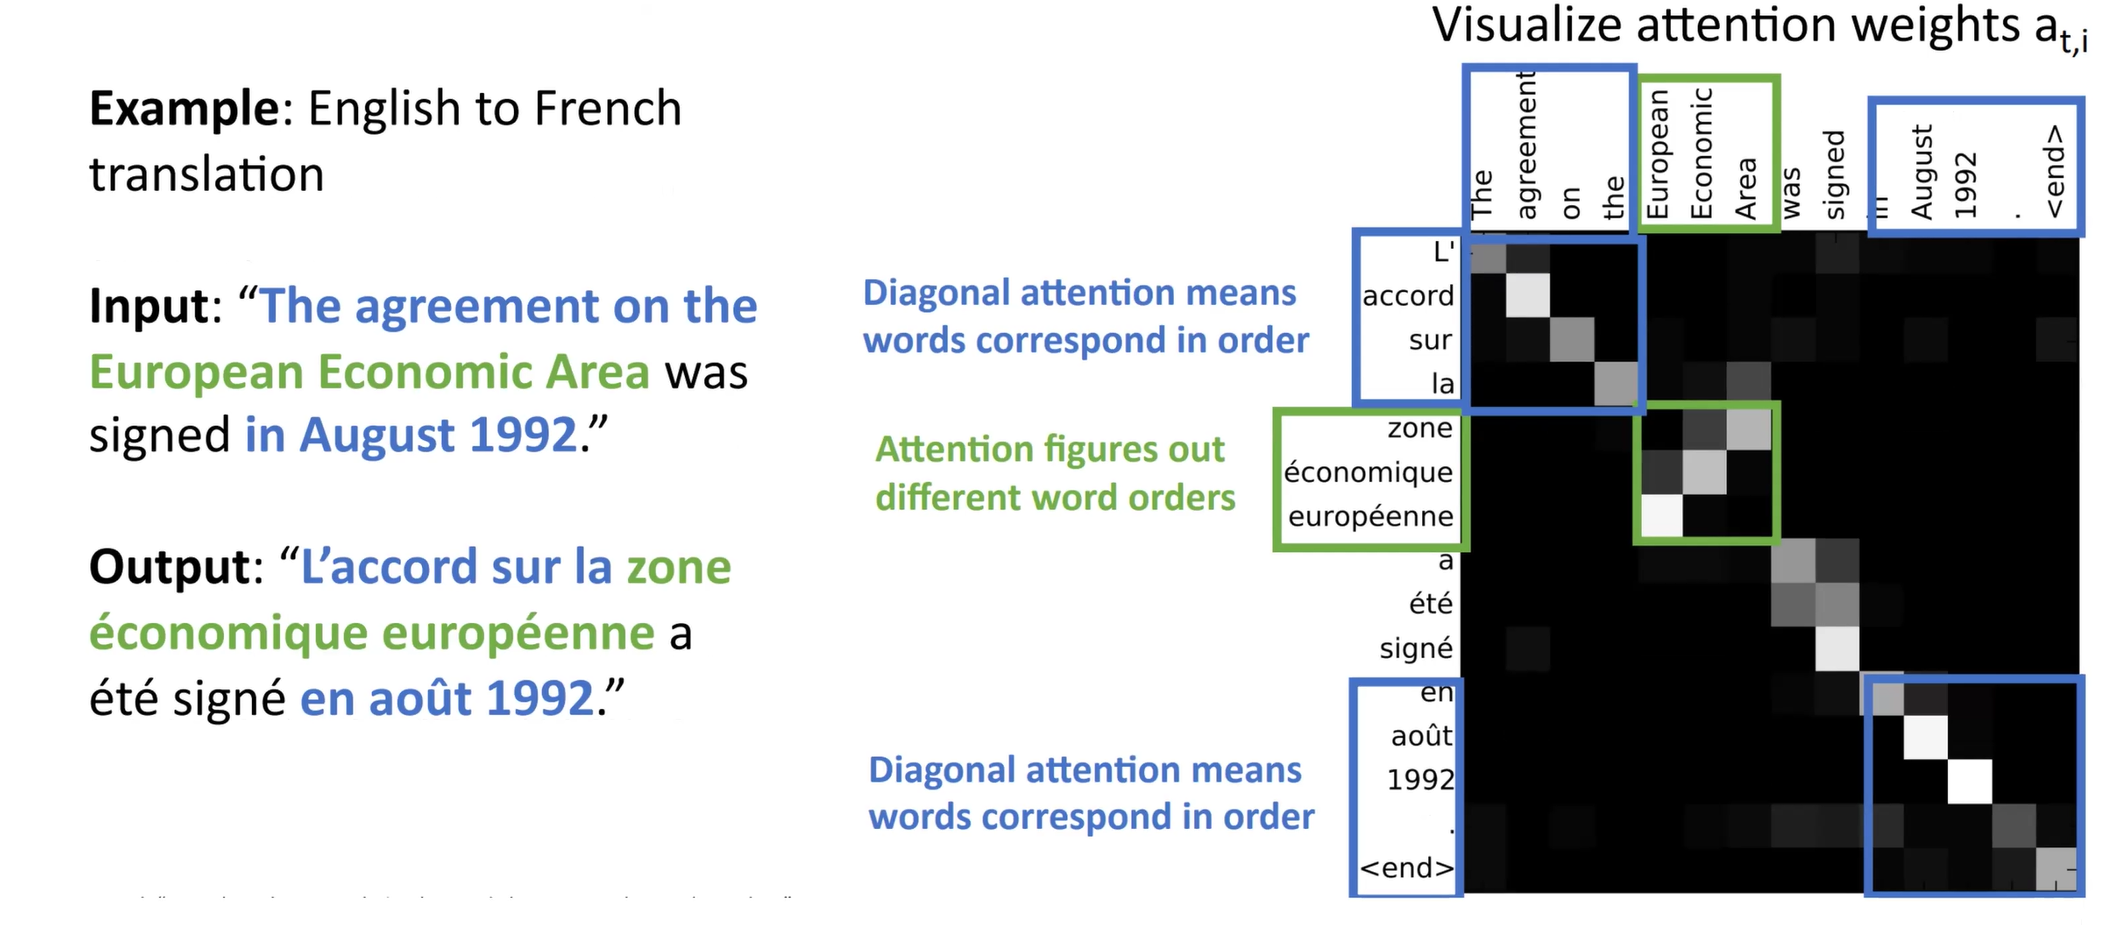 Visualize attention weights a_t,i
Example: English to French
translation
Input: “The agreement on the
European Economic Area was
signed in August 1992.”
Output: “L’accord sur la zone
économique européenne a
été signé en août 1992.”
Diagonal attention means
words correspond in order
Attention figures out
different word orders
Diagonal attention means
words correspond in order
The
agreement
on
the
European
Economic
Area
was
signed
in
August
1992
.
<end>
L'
accord
sur
la
zone
économique
européenne
a
été
signé
en
août
1992
.
<end>